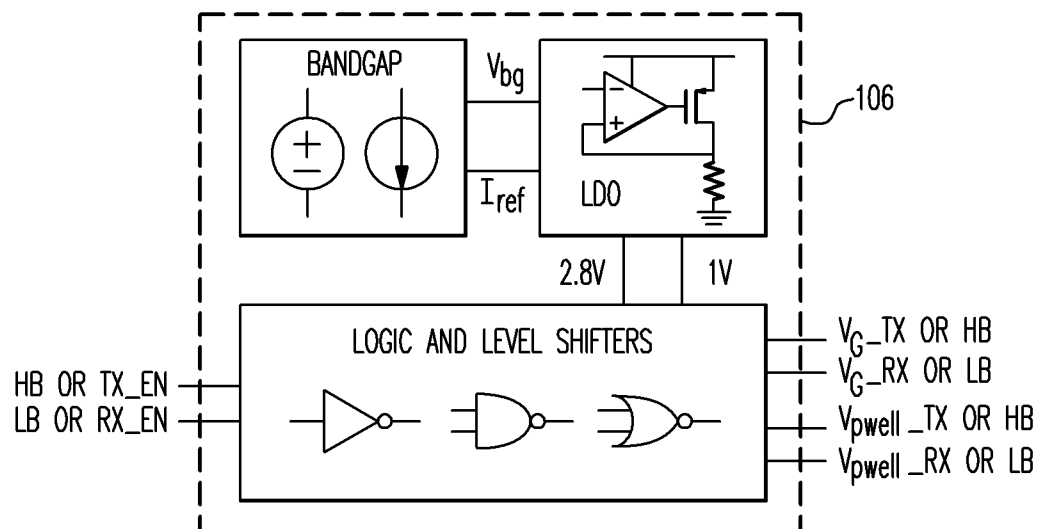 BANDGAP
V_bg
I_ref
+
−
−
+
LDO
106
2.8V
1V
LOGIC AND LEVEL SHIFTERS
HB OR TX_EN
LB OR RX_EN
V_G_TX OR HB
V_G_RX OR LB
V_pwell_TX OR HB
V_pwell_RX OR LB